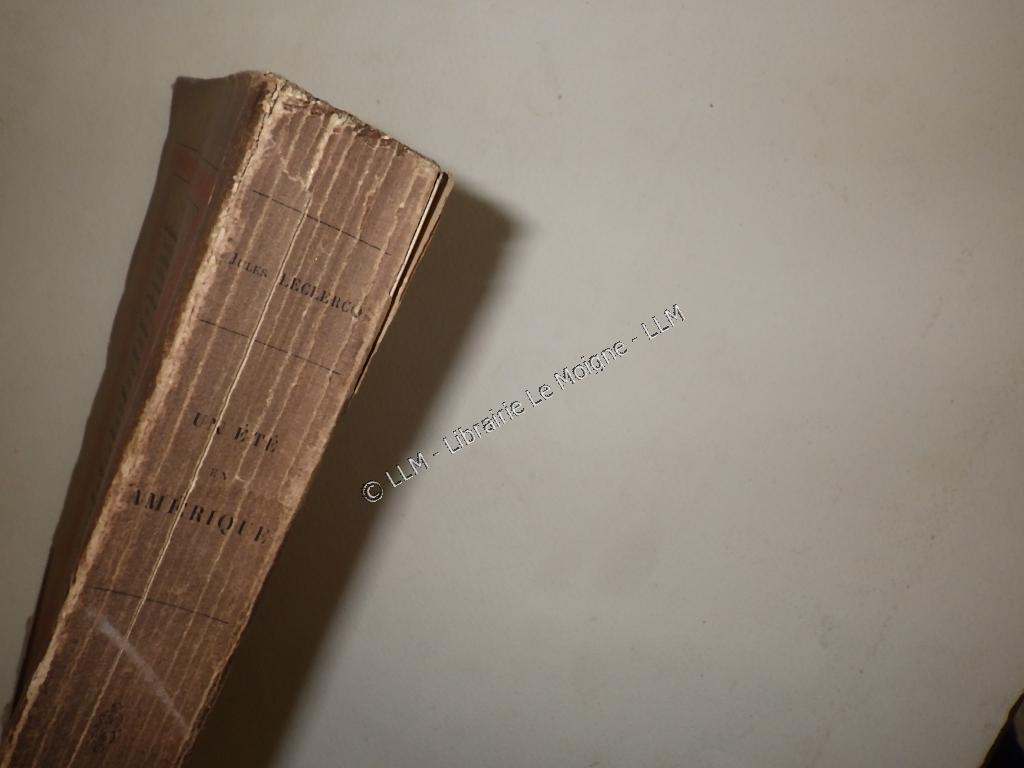 JULES LECLERCQ
UN ÉTÉ
EN
AMÉRIQUE
© LLM - Librairie Le Moigne - LLM